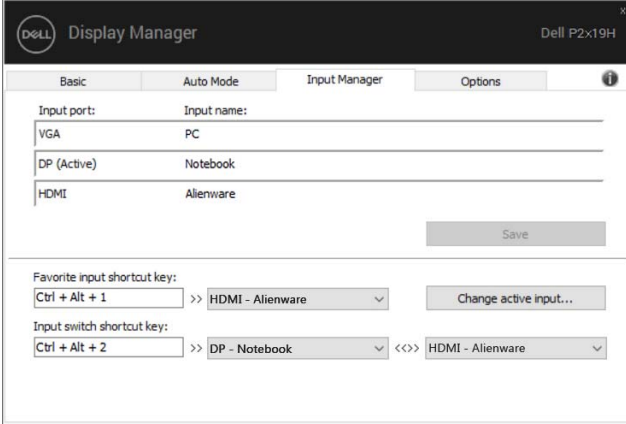 x
DELL Display Manager Dell P2x19H
Basic Auto Mode Input Manager Options i
Input port: Input name:
VGA PC
DP (Active) Notebook
HDMI Alienware
Save
Favorite input shortcut key:
Ctrl + Alt + 1 >> HDMI - Alienware Change active input...
Input switch shortcut key:
Ctrl + Alt + 2 >> DP - Notebook <<>> HDMI - Alienware